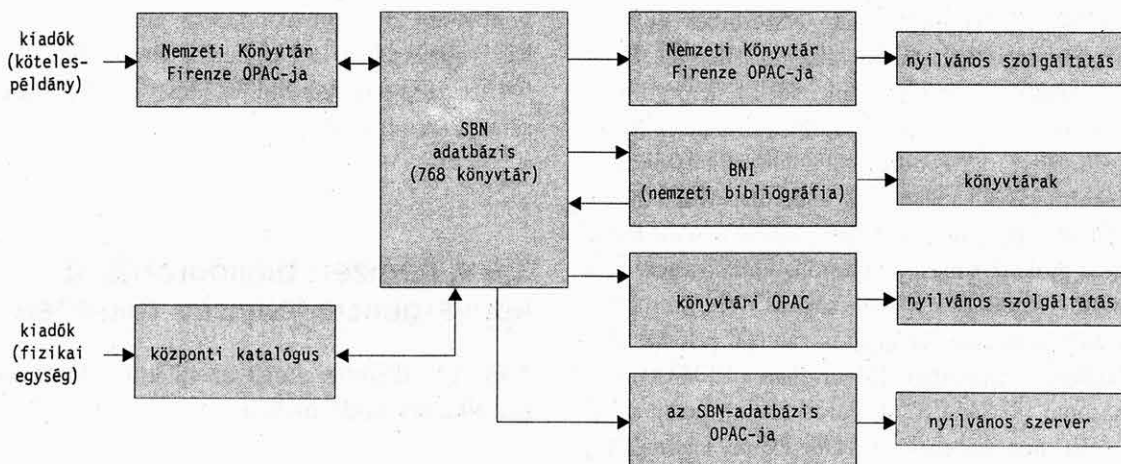 kiadók
(köteles-
példány)
Nemzeti Könyvtár
Firenze OPAC-ja
SBN
adatbázis
(768 könyvtár)
Nemzeti Könyvtár
Firenze OPAC-ja
nyilvános szolgáltatás
BNI
(nemzeti bibliográfia)
könyvtárak
könyvtári OPAC
nyilvános szolgáltatás
kiadók
(fizikai
egység)
központi katalógus
az SBN-adatbázis
OPAC-ja
nyilvános szerver